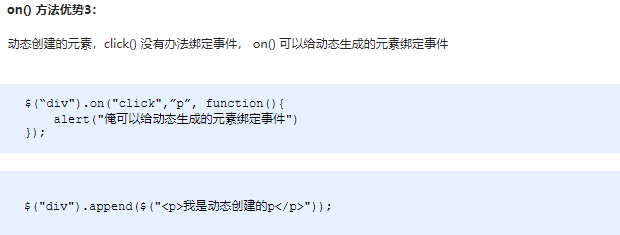 on() 方法优势3：
动态创建的元素，click() 没有办法绑定事件， on() 可以给动态生成的元素绑定事件
$(“div").on("click",”p”, function(){
alert("俺可以给动态生成的元素绑定事件")
});
$("div").append($("<p>我是动态创建的p</p>"));